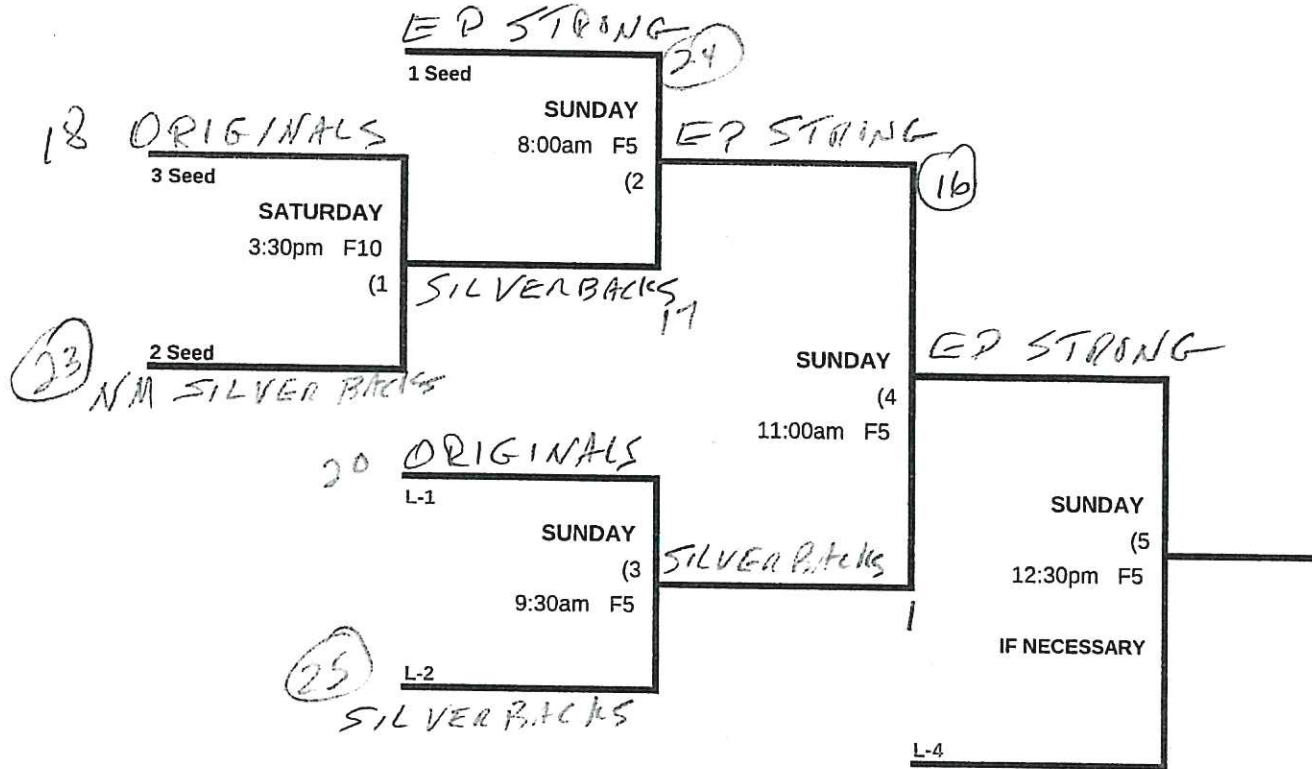 EP STRONG
24
1 Seed
SUNDAY
8:00am F5
(2
18 ORIGINALS
3 Seed
EP STRONG
16
SATURDAY
3:30pm F10
(1
SILVERBACKS
17
2 Seed
23
NM SILVERBACKS
EP STRONG
SUNDAY
(4
11:00am F5
20 ORIGINALS
L-1
SUNDAY
(3
9:30am F5
SILVERBACKS
1
SUNDAY
(5
12:30pm F5
IF NECESSARY
25
L-2
SILVERBACKS
L-4